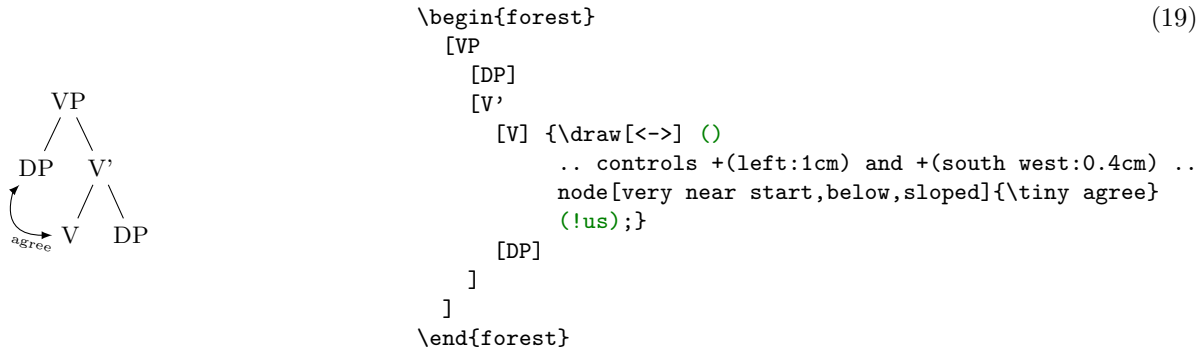 VP
DP V'
V DP
agree
\begin{forest} (19)
[VP
[DP]
[V'
[V] {\draw[<->] ()
.. controls +(left:1cm) and +(south west:0.4cm) ..
node[very near start,below,sloped]{\tiny agree}
(!us);}
[DP]
]
]
\end{forest}